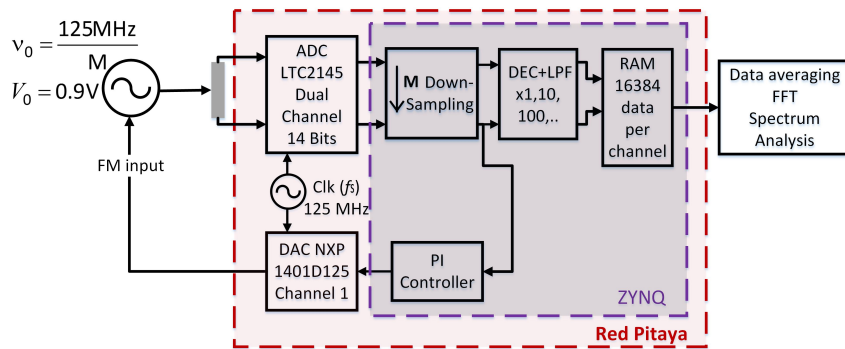 ν₀ = 125MHz
M
V₀ = 0.9V
FM input
ADC
LTC2145
Dual
Channel
14 Bits
Clk (fs)
125 MHz
DAC NXP
1401D125
Channel 1
M Down-
Sampling
DEC+LPF
x1,10,
100,..
RAM
16384
data
per
channel
PI
Controller
ZYNQ
Red Pitaya
Data averaging
FFT
Spectrum
Analysis